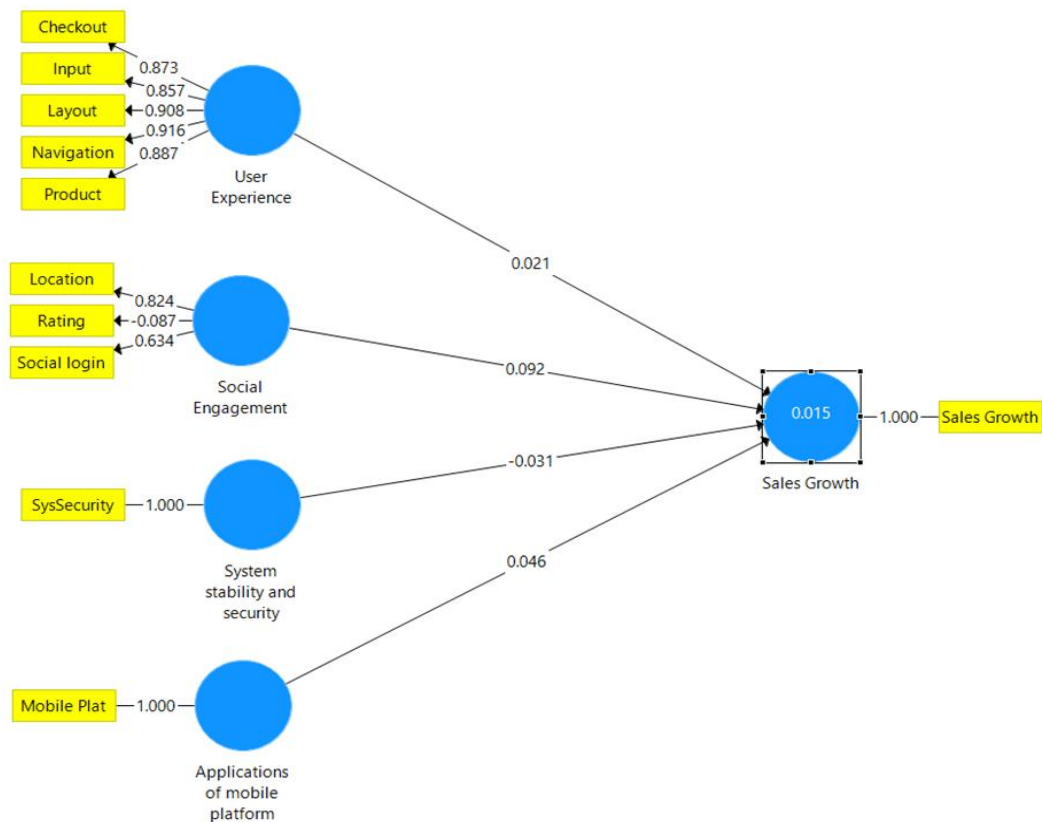 Checkout
Input
Layout
Navigation
Product
0.873
0.857
0.908
0.916
0.887
User
Experience
0.021
Location
Rating
Social login
0.824
-0.087
0.634
Social
Engagement
0.092
0.015
1.000
Sales Growth
Sales Growth
-0.031
SysSecurity
1.000
System
stability and
security
0.046
Mobile Plat
1.000
Applications
of mobile
platform